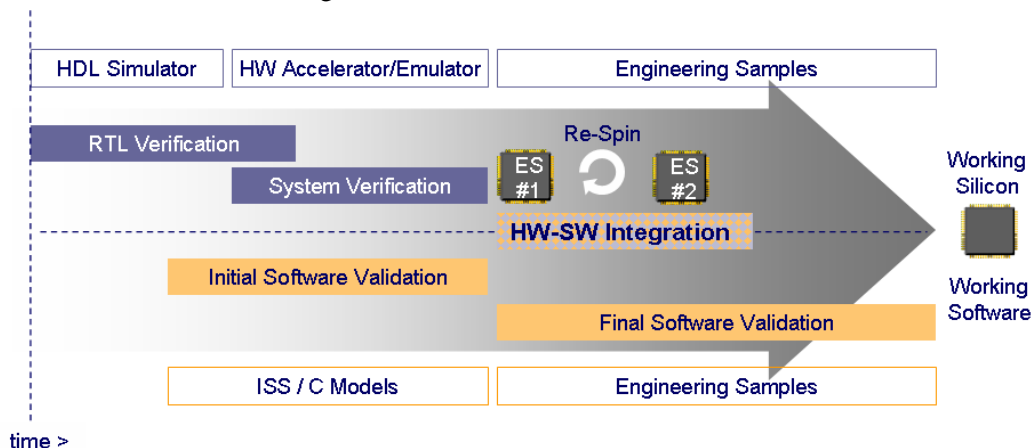 HDL Simulator
HW Accelerator/Emulator
Engineering Samples
RTL Verification
Re-Spin
System Verification
ES
#1
ES
#2
Working
Silicon
HW-SW Integration
Initial Software Validation
Working
Software
Final Software Validation
ISS / C Models
Engineering Samples
time >